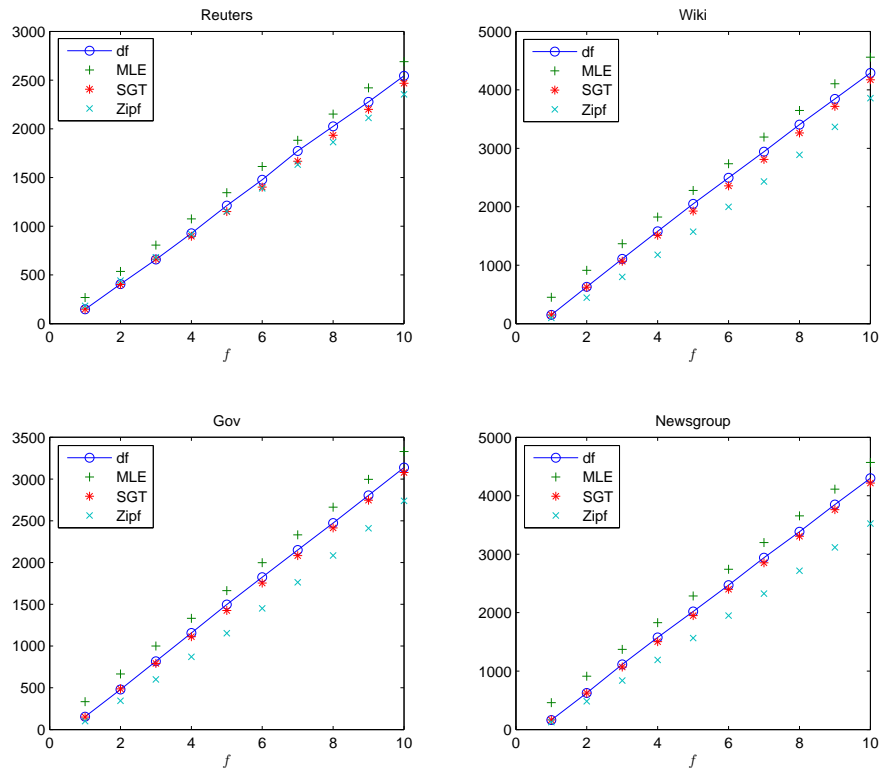 Reuters
3000
2500
2000
1500
1000
500
0
0 2 4 6 8 10
f
df
MLE
SGT
Zipf
Wiki
5000
4000
3000
2000
1000
0
0 2 4 6 8 10
f
df
MLE
SGT
Zipf
Gov
3500
3000
2500
2000
1500
1000
500
0
0 2 4 6 8 10
f
df
MLE
SGT
Zipf
Newsgroup
5000
4000
3000
2000
1000
0
0 2 4 6 8 10
f
df
MLE
SGT
Zipf